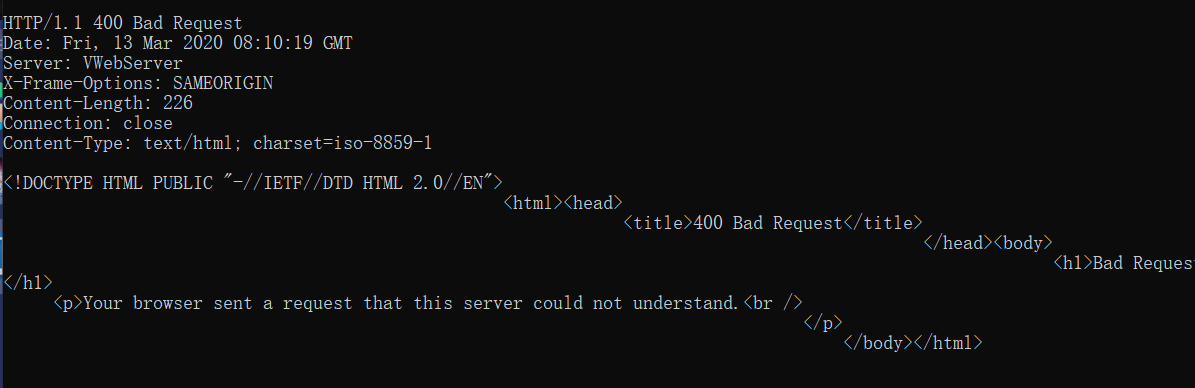 HTTP/1.1 400 Bad Request
Date: Fri, 13 Mar 2020 08:10:19 GMT
Server: VWebServer
X-Frame-Options: SAMEORIGIN
Content-Length: 226
Connection: close
Content-Type: text/html; charset=iso-8859-1
<!DOCTYPE HTML PUBLIC "-//IETF//DTD HTML 2.0//EN">
<html><head>
<title>400 Bad Request</title>
</head><body>
<h1>Bad Reques
</h1>
<p>Your browser sent a request that this server could not understand.<br />
</p>
</body></html>